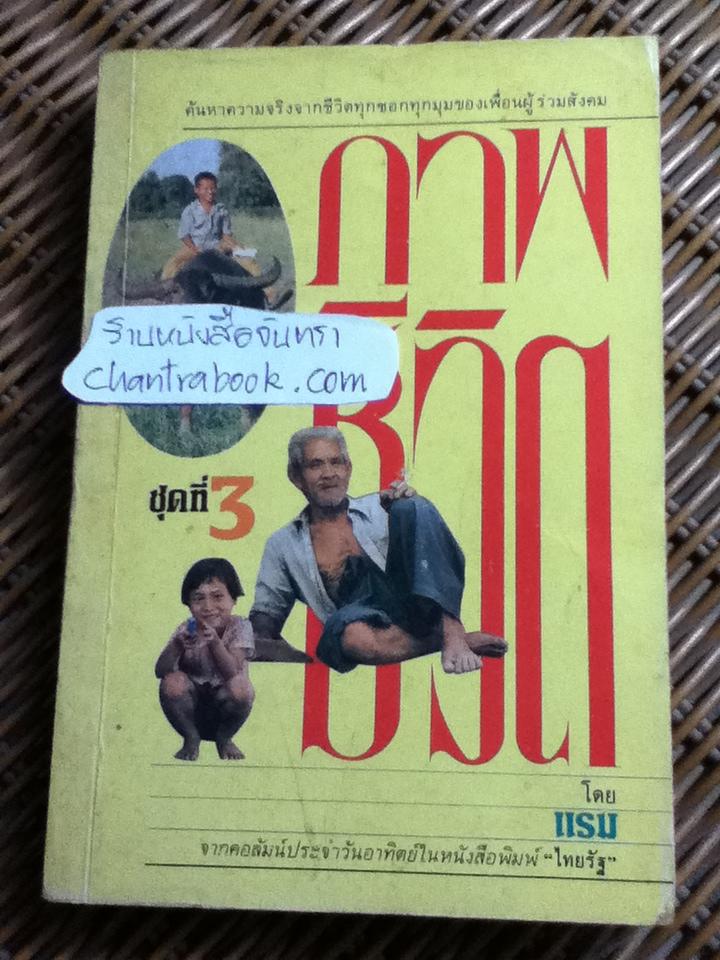 ค้นหาความจริงจากชีวิตทุกซอกทุกมุมของเพื่อนผู้ร่วมสังคม
ภาพ
ชีวิต
ร้านหนังสือจันทรา
chantrabook.com
ชุดที่ 3
โดย
แรม
จากคอลัมน์ประจำวันอาทิตย์ในหนังสือพิมพ์ "ไทยรัฐ"